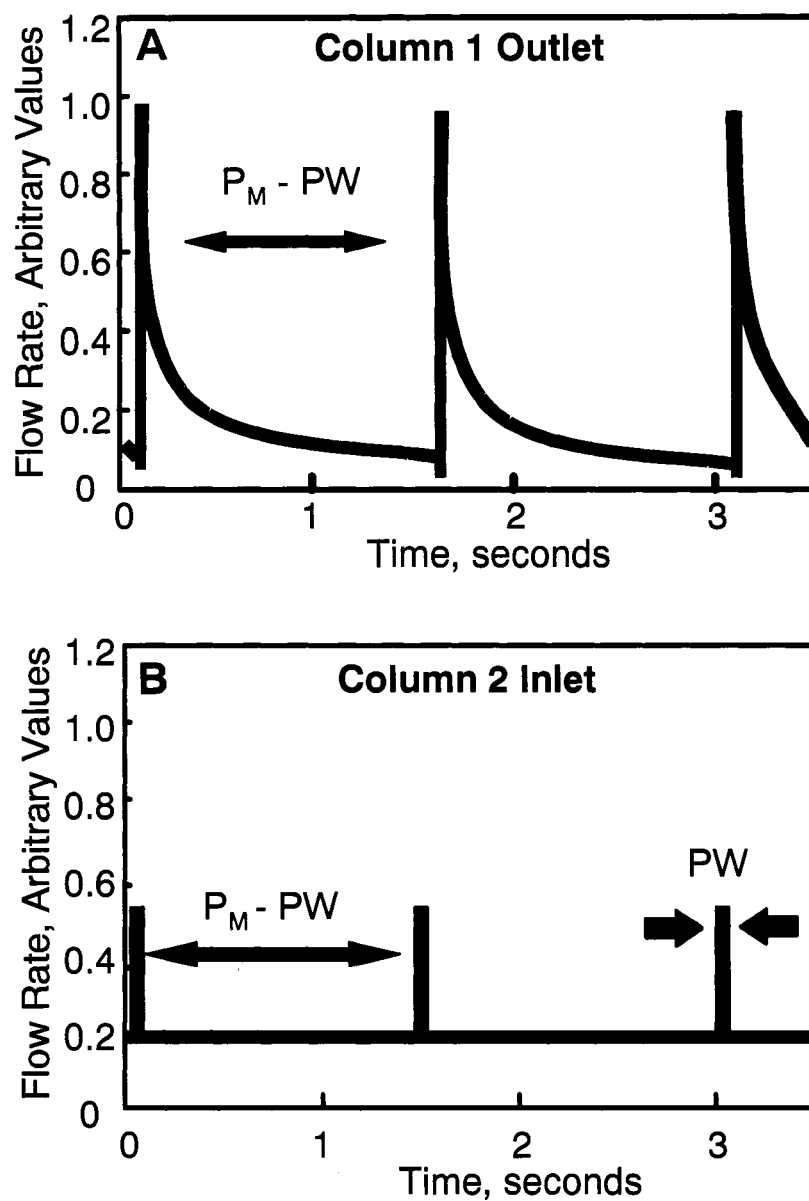 A
Column 1 Outlet
Flow Rate, Arbitrary Values
1.2
1.0
0.8
0.6
0.4
0.2
0
P_M - PW
0 1 2 3
Time, seconds
B
Column 2 Inlet
Flow Rate, Arbitrary Values
1.2
1.0
0.8
0.6
0.4
0.2
0
P_M - PW
PW
0 1 2 3
Time, seconds